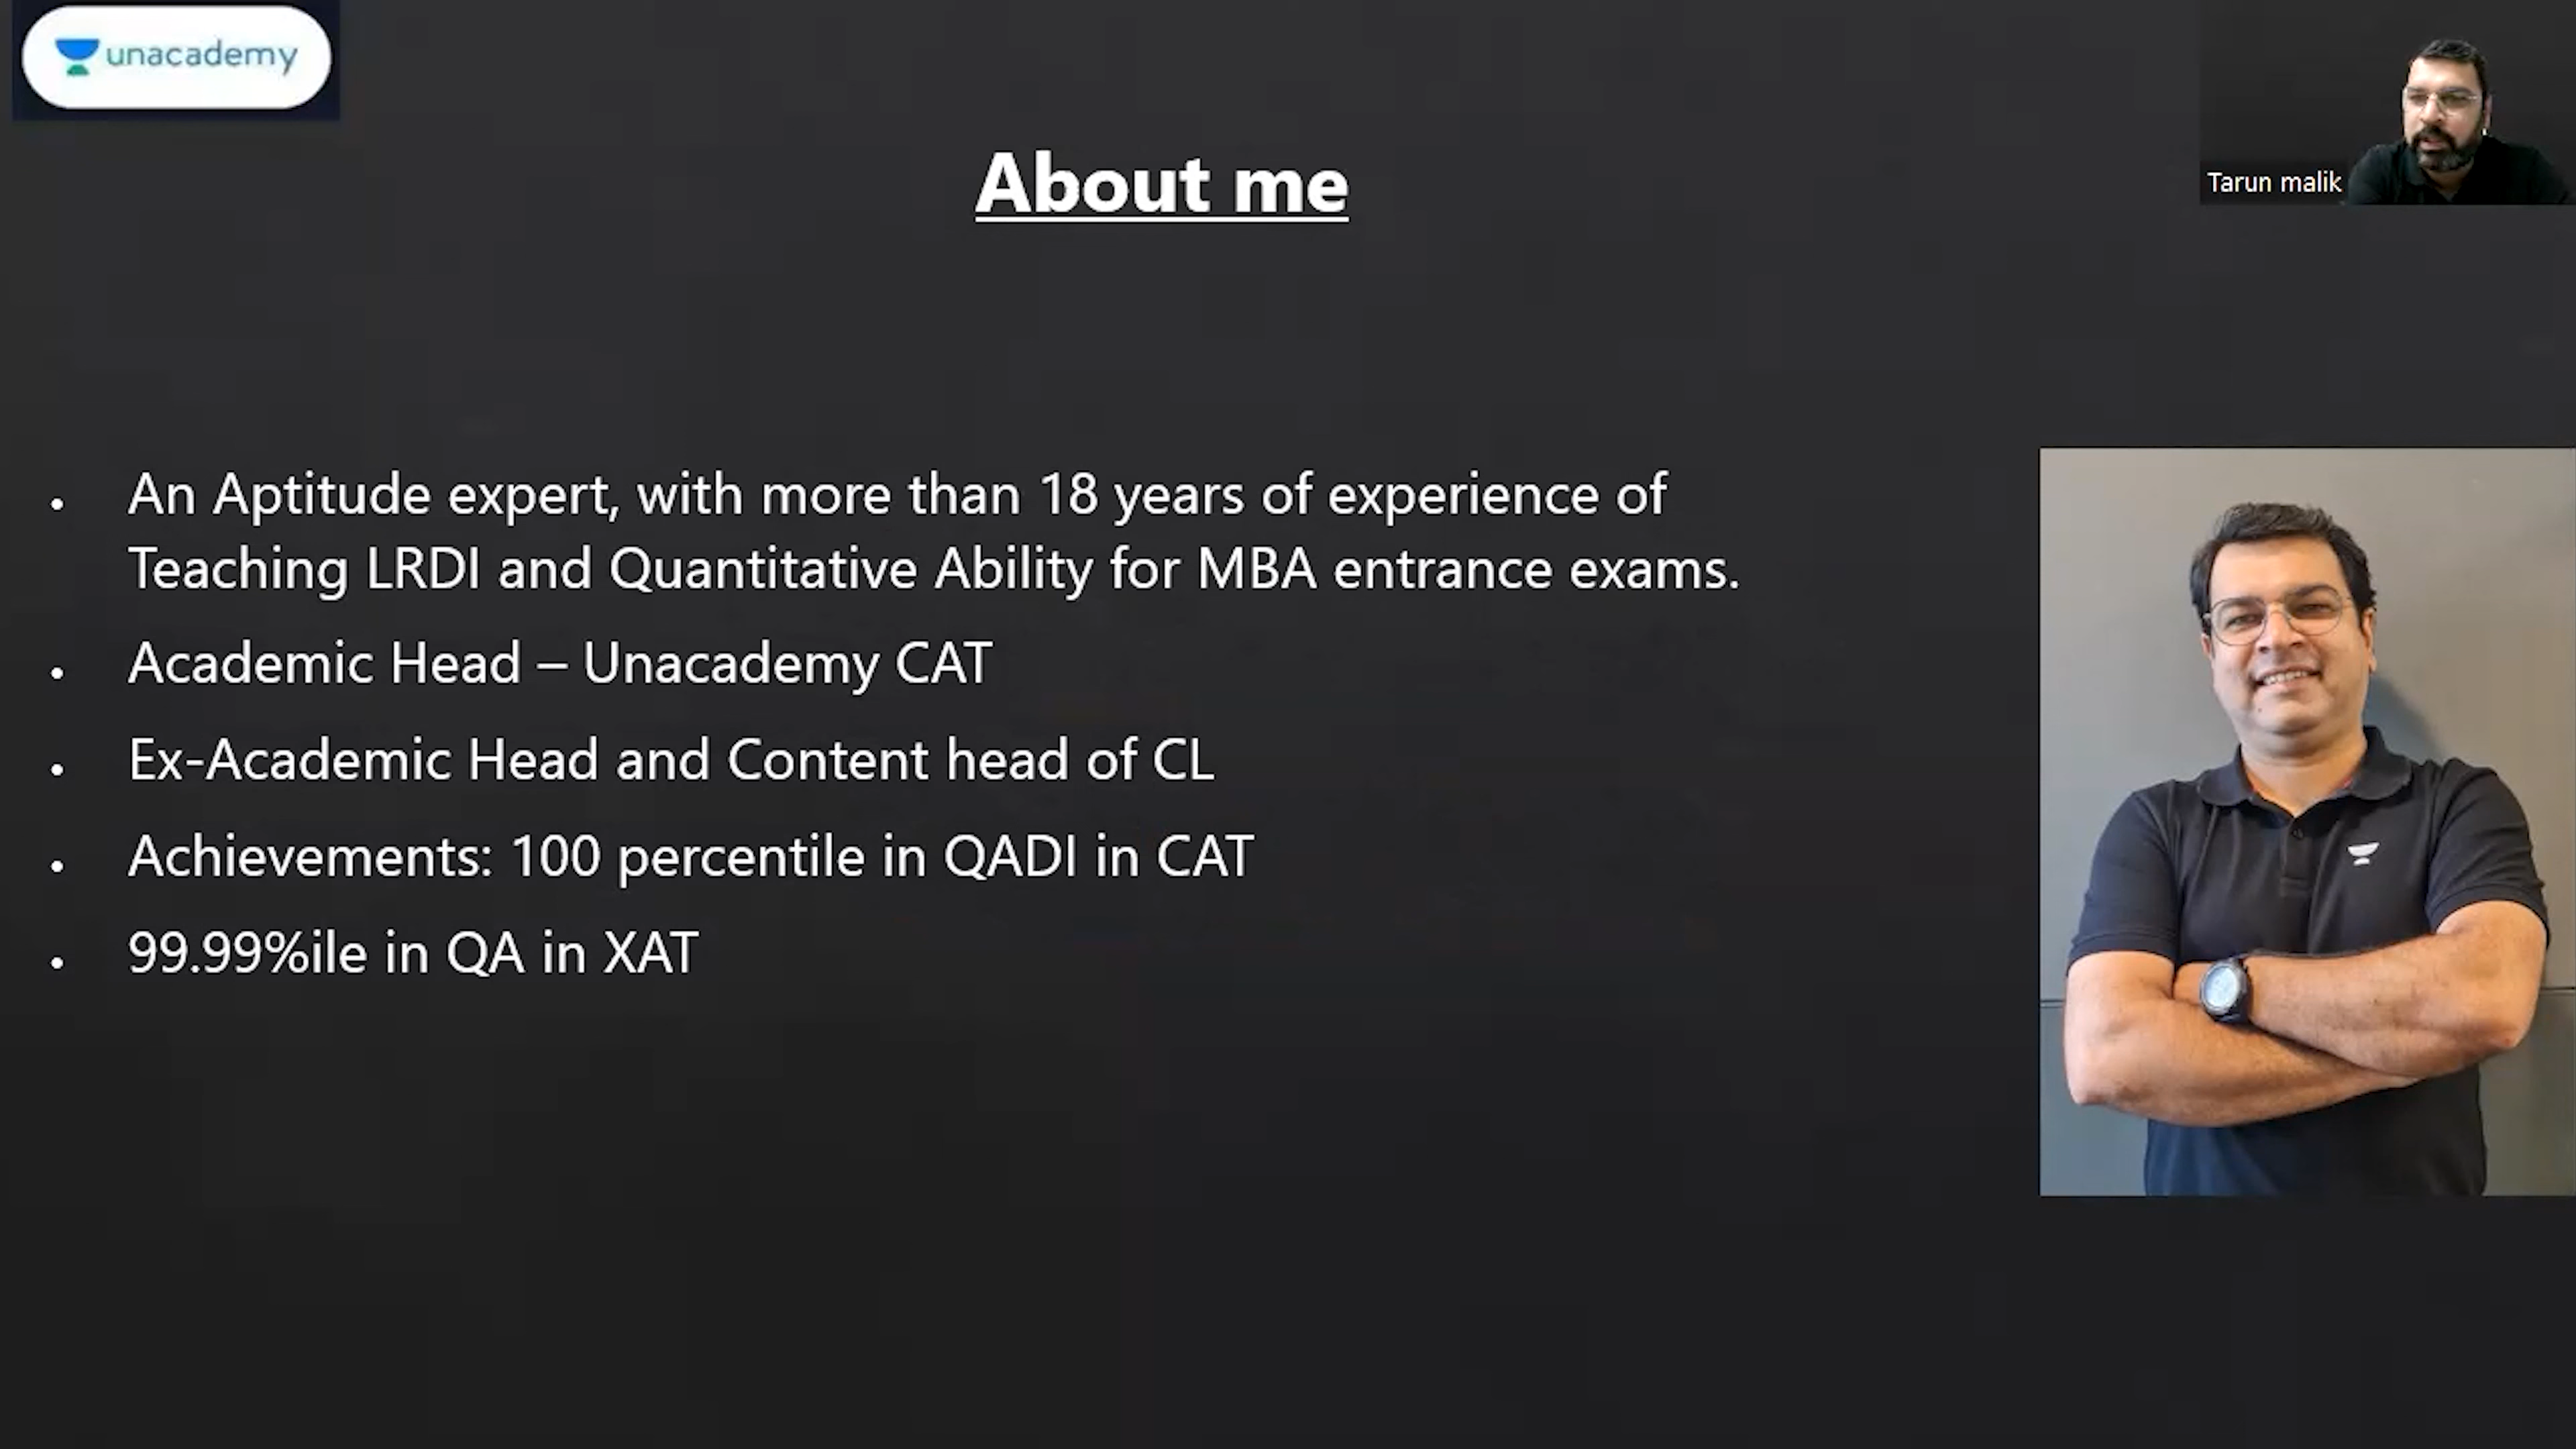 unacademy
Tarun malik
About me
• An Aptitude expert, with more than 18 years of experience of
Teaching LRDI and Quantitative Ability for MBA entrance exams.
• Academic Head – Unacademy CAT
• Ex-Academic Head and Content head of CL
• Achievements: 100 percentile in QADI in CAT
• 99.99%ile in QA in XAT